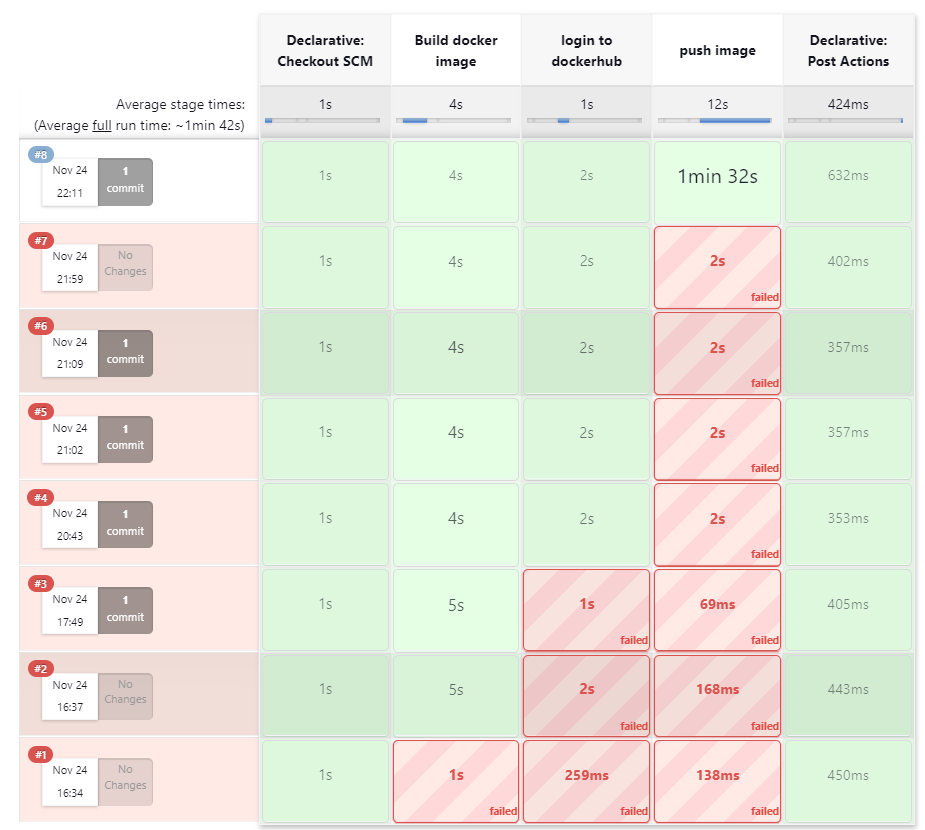 Declarative:
Checkout SCM
Build docker
image
login to
dockerhub
push image
Declarative:
Post Actions
Average stage times:
(Average full run time: ~1min 42s)
1s
4s
1s
12s
424ms
#8
Nov 24
22:11
1
commit
1s
4s
2s
1min 32s
632ms
#7
Nov 24
21:59
No
Changes
1s
4s
2s
2s
failed
402ms
#6
Nov 24
21:09
1
commit
1s
4s
2s
2s
failed
357ms
#5
Nov 24
21:02
1
commit
1s
4s
2s
2s
failed
357ms
#4
Nov 24
20:43
1
commit
1s
4s
2s
2s
failed
353ms
#3
Nov 24
17:49
1
commit
1s
5s
1s
failed
69ms
failed
405ms
#2
Nov 24
16:37
No
Changes
1s
5s
2s
failed
168ms
failed
443ms
#1
Nov 24
16:34
No
Changes
1s
1s
failed
259ms
failed
138ms
failed
450ms